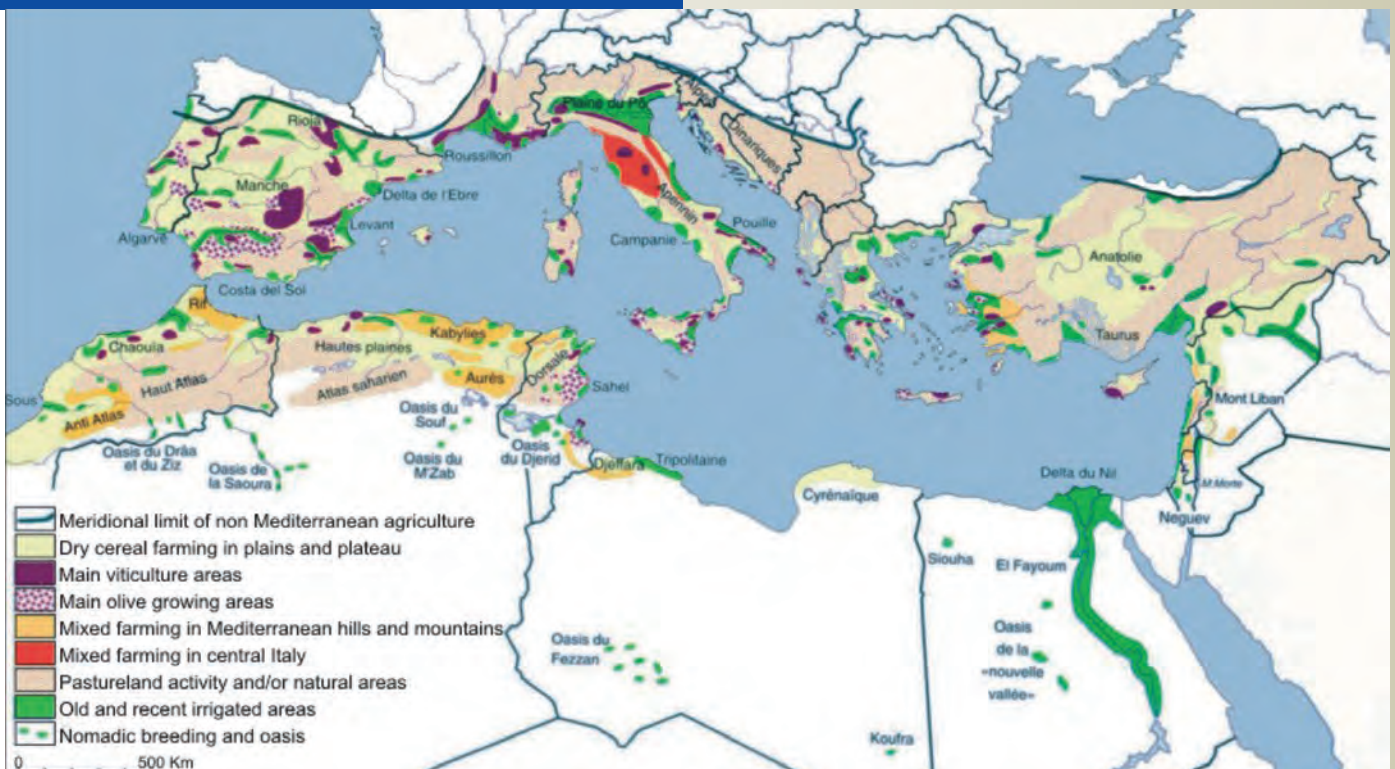 Rioja
Plaine du Pô
Alpes
Dinariques
Roussillon
Manche
Delta de l'Ebre
Apennin
Pouille
Algarve
Levant
Campanie
Anatolie
Costa del Sol
Rif
Taurus
Chaouïa
Hautes plaines
Kabylies
Dorsale
Haut Atlas
Atlas saharien
Aurès
Sahel
Sous
Anti Atlas
Mont Liban
Oasis du
Souf
Oasis du Drâa
et du Ziz
Oasis de
la Saoura
Oasis du
M'Zab
Oasis
du Djerid
Djeffara
Tripolitaine
Cyrénaïque
Delta du Nil
M.Morte
Neguev
Siouha
El Fayoum
Oasis
de la
«nouvelle
vallée»
Oasis du
Fezzan
Koufra
Meridional limit of non Mediterranean agriculture
Dry cereal farming in plains and plateau
Main viticulture areas
Main olive growing areas
Mixed farming in Mediterranean hills and mountains
Mixed farming in central Italy
Pastureland activity and/or natural areas
Old and recent irrigated areas
Nomadic breeding and oasis
0 500 Km